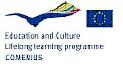 Education and Culture
Lifelong learning programme
COMENIUS